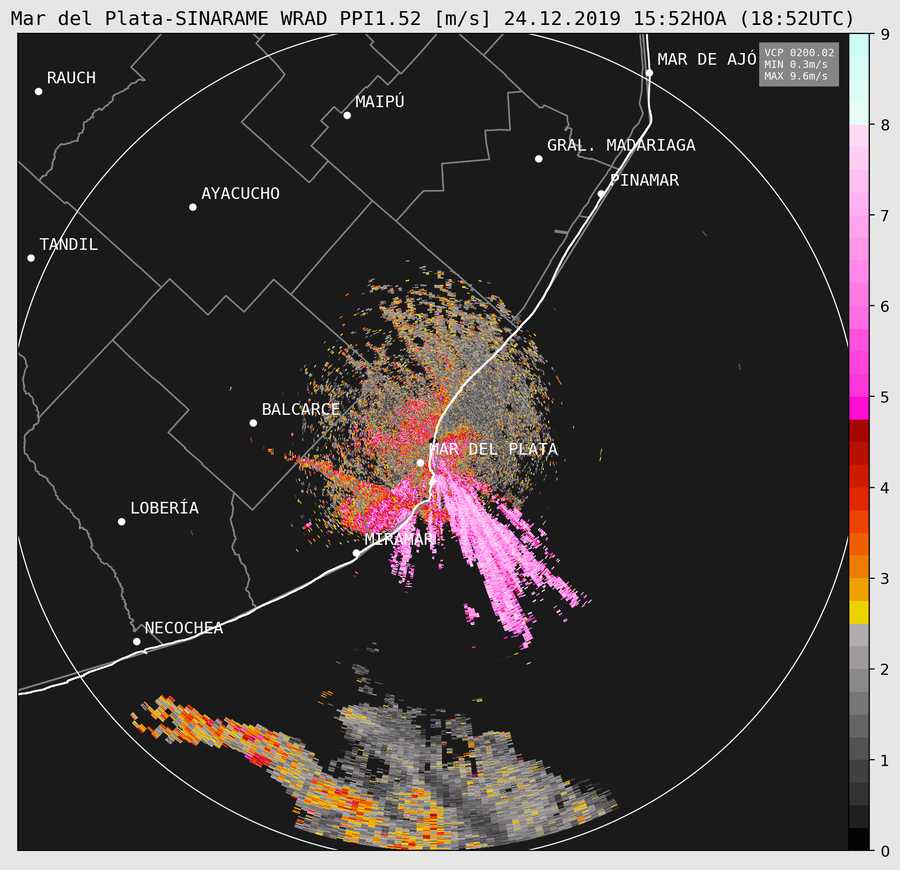 Mar del Plata-SINARAME WRAD PPI1.52 [m/s] 24.12.2019 15:52HOA (18:52UTC)
VCP 0200.02
MIN 0.3m/s
MAX 9.6m/s
MAR DE AJÓ
RAUCH
MAIPÚ
GRAL. MADARIAGA
PINAMAR
AYACUCHO
TANDIL
BALCARCE
MAR DEL PLATA
LOBERÍA
MIRAMAR
NECOCHEA
9
8
7
6
5
4
3
2
1
0